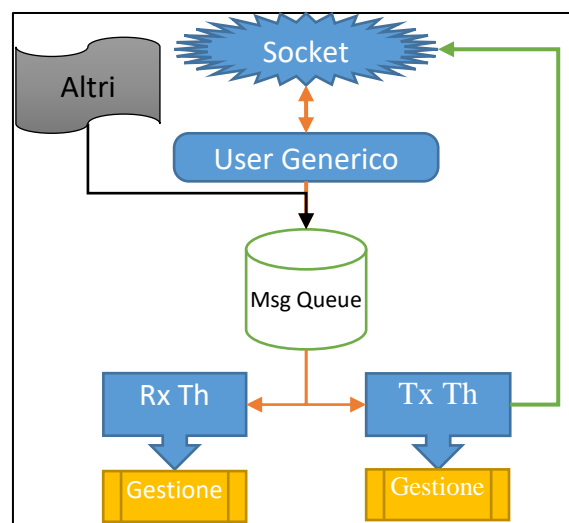 Socket
Altri
User Generico
Msg Queue
Rx Th
Tx Th
Gestione
Gestione